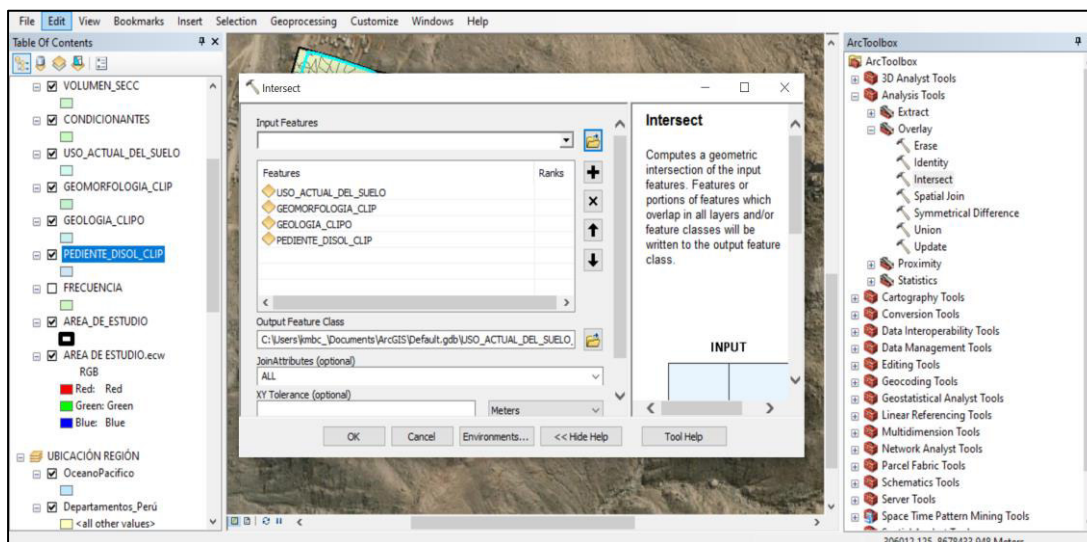 File Edit View Bookmarks Insert Selection Geoprocessing Customize Windows Help
Table Of Contents
VOLUMEN_SECC
CONDICIONANTES
USO_ACTUAL_DEL_SUELO
GEOMORFOLOGIA_CLIP
GEOLOGIA_CLIPO
PEDIENTE_DISOL_CLIP
FRECUENCIA
AREA_DE_ESTUDIO
AREA DE ESTUDIO.ecw
RGB
Red: Red
Green: Green
Blue: Blue
UBICACIÓN REGIÓN
OceanoPacifico
Departamentos_Perú
<all other values>
Intersect
Input Features
Features Ranks
USO_ACTUAL_DEL_SUELO
GEOMORFOLOGIA_CLIP
GEOLOGIA_CLIPO
PEDIENTE_DISOL_CLIP
Output Feature Class
C:\Users\kmbc_\Documents\ArcGIS\Default.gdb\USO_ACTUAL_DEL_SUELO_
JoinAttributes (optional)
ALL
XY Tolerance (optional)
Meters
OK Cancel Environments... << Hide Help Tool Help
Intersect
Computes a geometric
intersection of the input
features. Features or
portions of features which
overlap in all layers and/or
feature classes will be
written to the output feature
class.
INPUT
ArcToolbox
ArcToolbox
3D Analyst Tools
Analysis Tools
Extract
Overlay
Erase
Identity
Intersect
Spatial Join
Symmetrical Difference
Union
Update
Proximity
Statistics
Cartography Tools
Conversion Tools
Data Interoperability Tools
Data Management Tools
Editing Tools
Geocoding Tools
Geostatistical Analyst Tools
Linear Referencing Tools
Multidimension Tools
Network Analyst Tools
Parcel Fabric Tools
Schematics Tools
Server Tools
Space Time Pattern Mining Tools